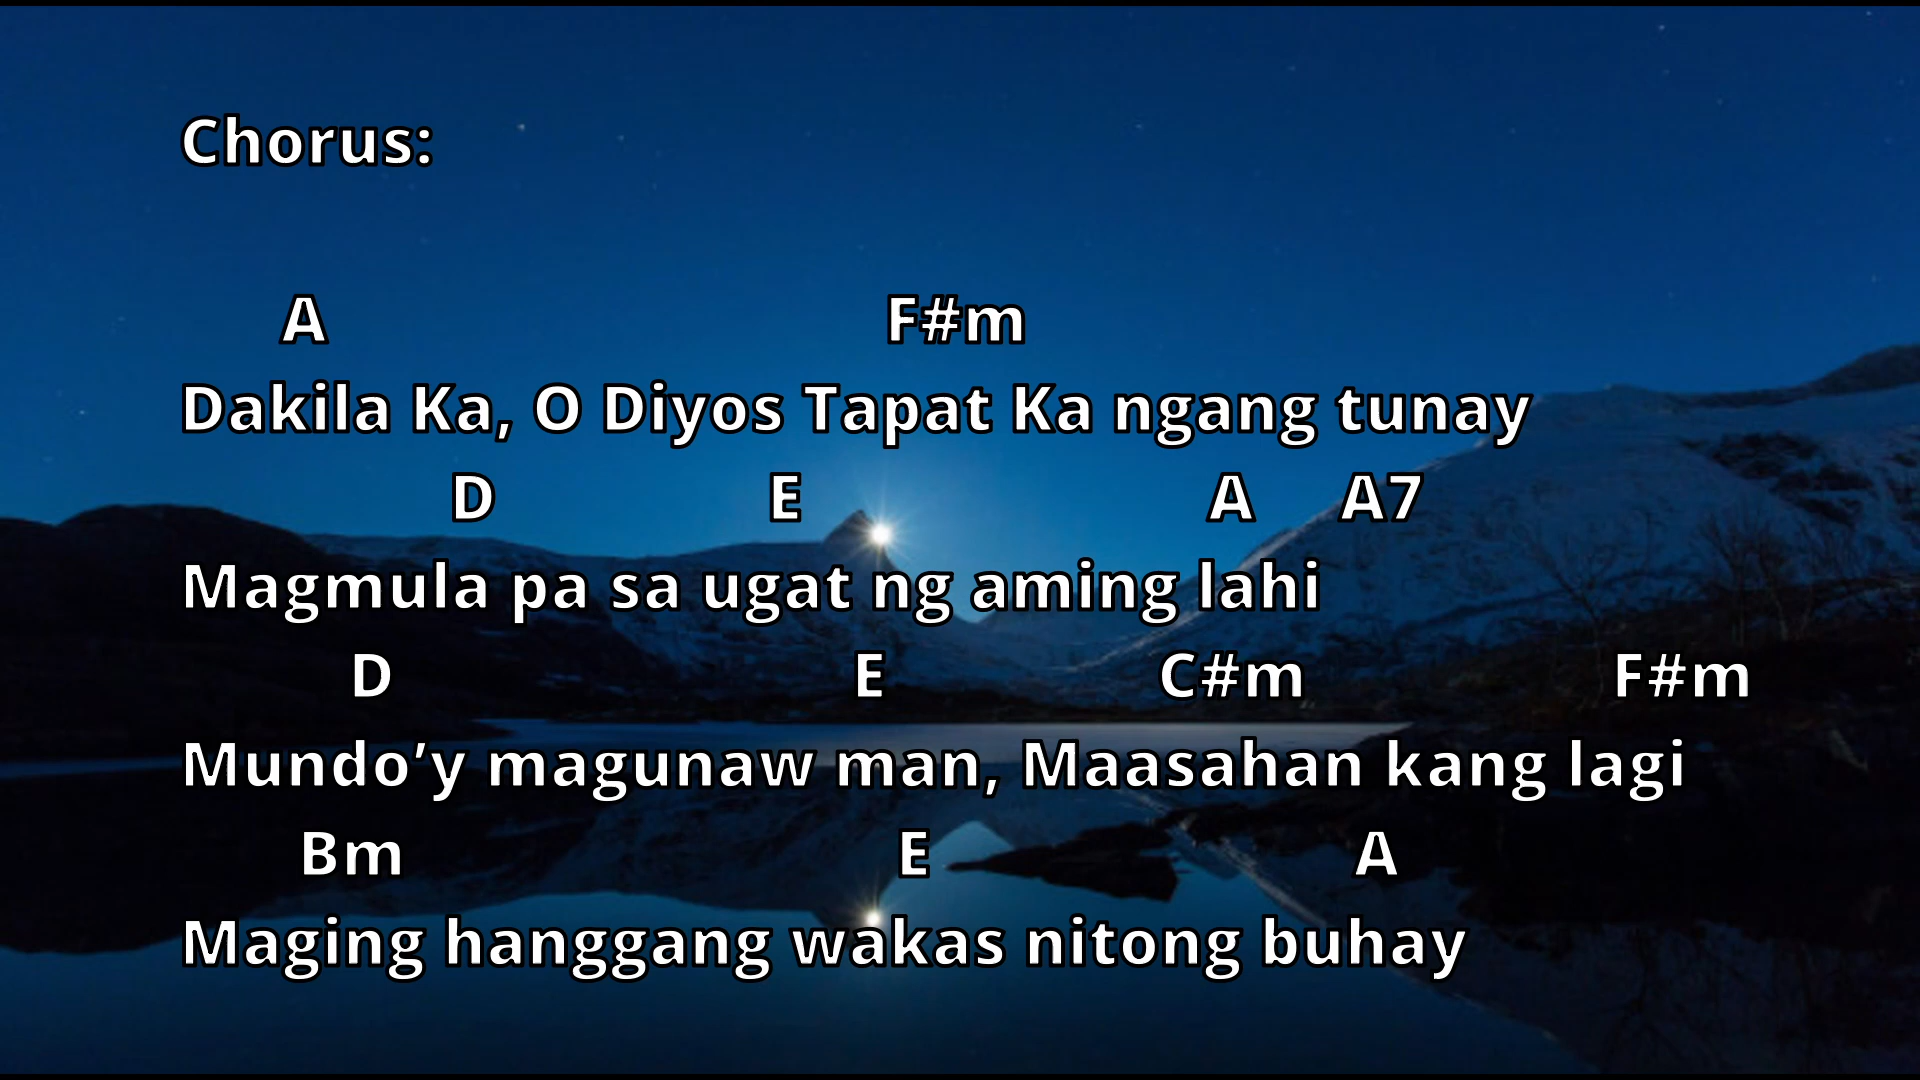 Chorus:
A F#m
Dakila Ka, O Diyos Tapat Ka ngang tunay
D E A A7
Magmula pa sa ugat ng aming lahi
D E C#m F#m
Mundo’y magunaw man, Maasahan kang lagi
Bm E A
Maging hanggang wakas nitong buhay